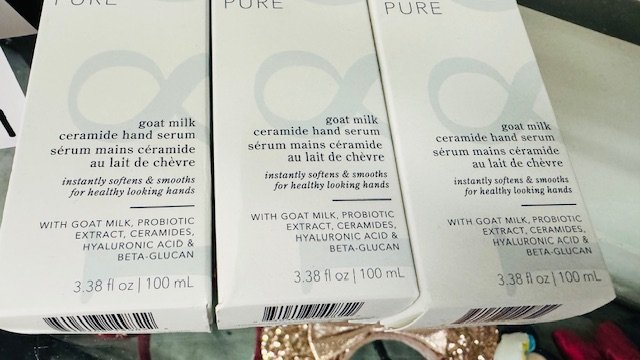 PURE
goat milk
ceramide hand serum
sérum mains céramide
au lait de chèvre
instantly softens & smooths
for healthy looking hands
WITH GOAT MILK, PROBIOTIC
EXTRACT, CERAMIDES,
HYALURONIC ACID &
BETA-GLUCAN
3.38 fl oz | 100 mL
PURE
goat milk
ceramide hand serum
sérum mains céramide
au lait de chèvre
instantly softens & smooths
for healthy looking hands
WITH GOAT MILK, PROBIOTIC
EXTRACT, CERAMIDES,
HYALURONIC ACID &
BETA-GLUCAN
3.38 fl oz | 100 mL
PURE
goat milk
ceramide hand serum
sérum mains céramide
au lait de chèvre
instantly softens & smooths
for healthy looking hands
WITH GOAT MILK, PROBIOTIC
EXTRACT, CERAMIDES,
HYALURONIC ACID &
BETA-GLUCAN
3.38 fl oz | 100 mL